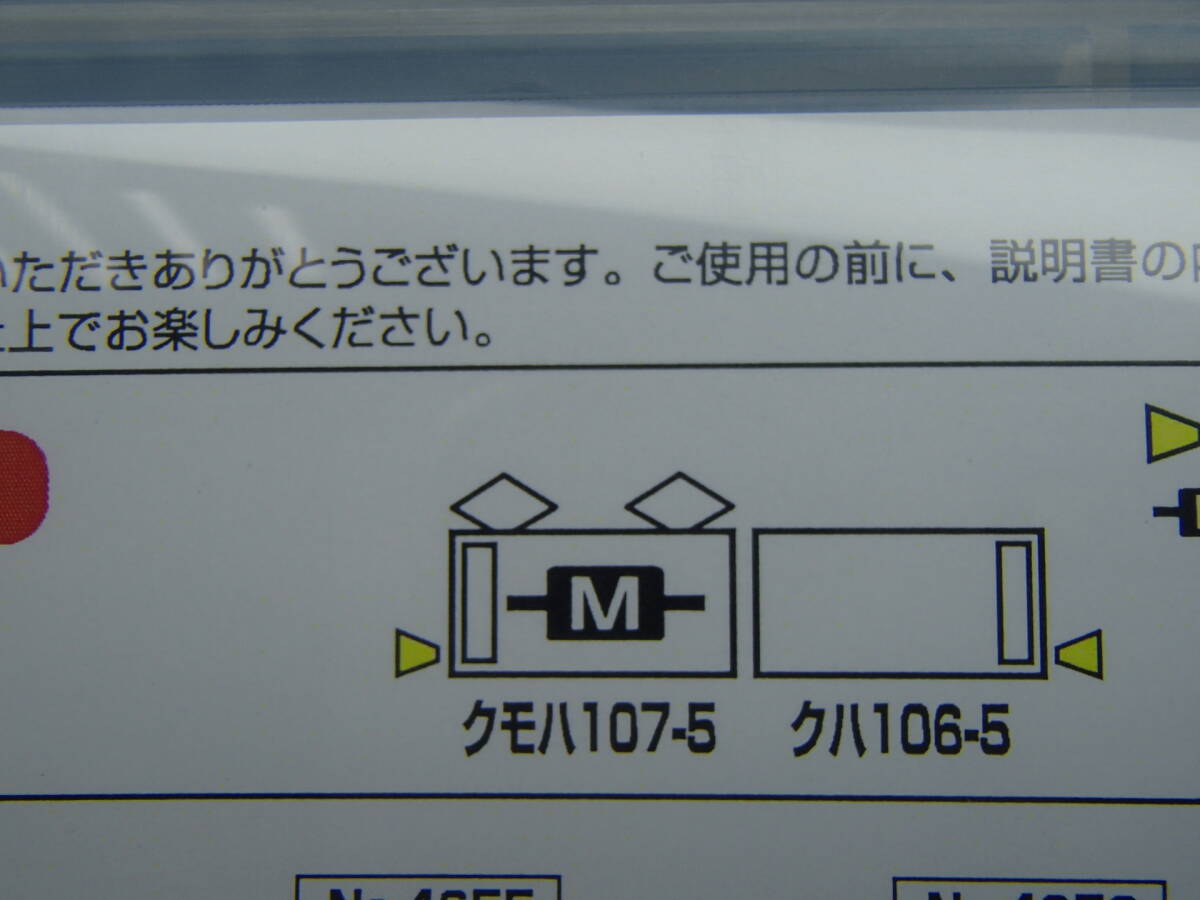 いただきありがとうございます。ご使用の前に、説明書の
上でお楽しみください。
M
クモハ107-5 クハ106-5